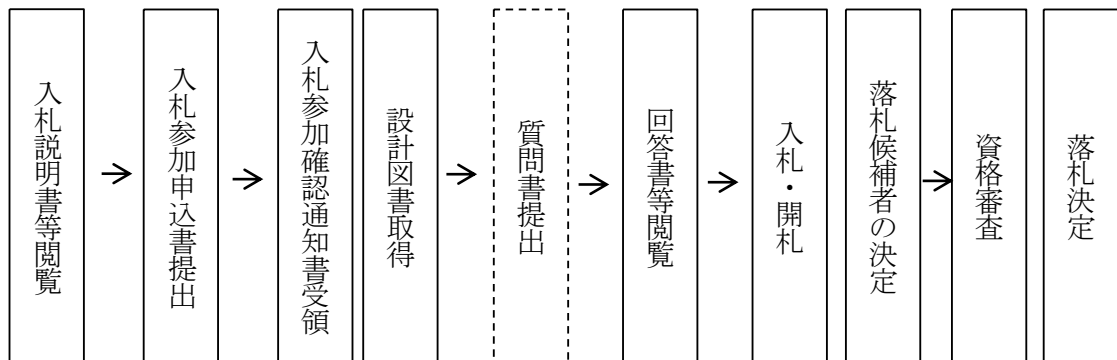 入札説明書等閲覧
入札参加申込書提出
入札参加確認通知書受領
設計図書取得
質問書提出
回答書等閲覧
入札・開札
落札候補者の決定
資格審査
落札決定